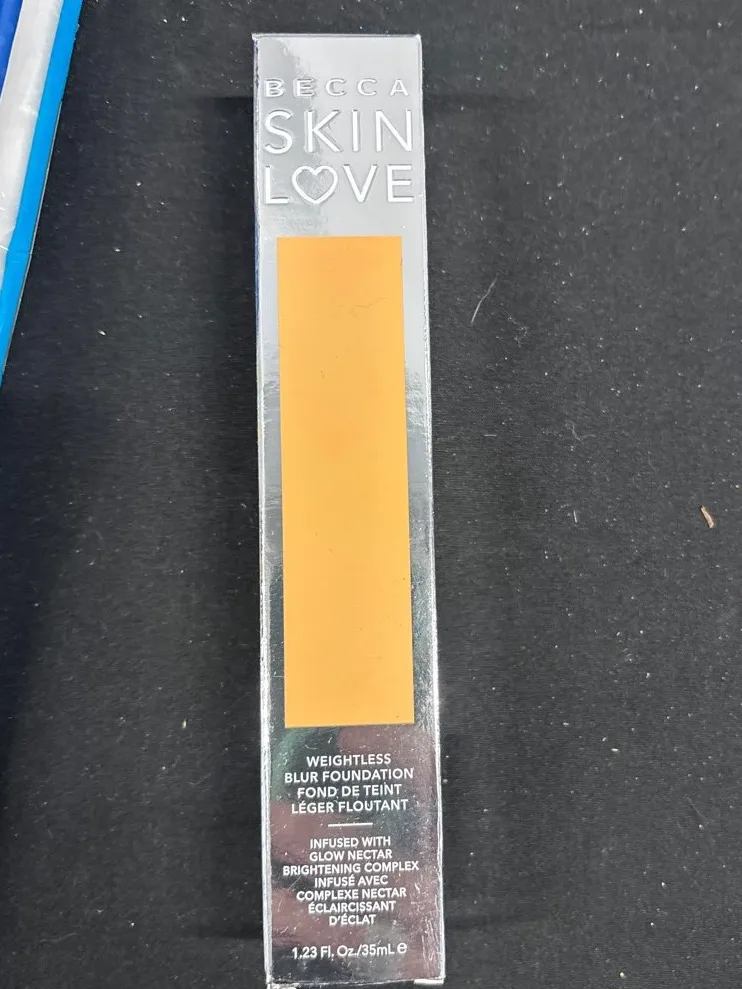 BECCA
SKIN
LOVE
WEIGHTLESS
BLUR FOUNDATION
FOND DE TEINT
LÉGER FLOUTANT
INFUSED WITH
GLOW NECTAR
BRIGHTENING COMPLEX
INFUSÉ AVEC
COMPLEXE NECTAR
ÉCLAIRCISSANT
D'ÉCLAT
1.23 Fl. Oz./35mL ℮